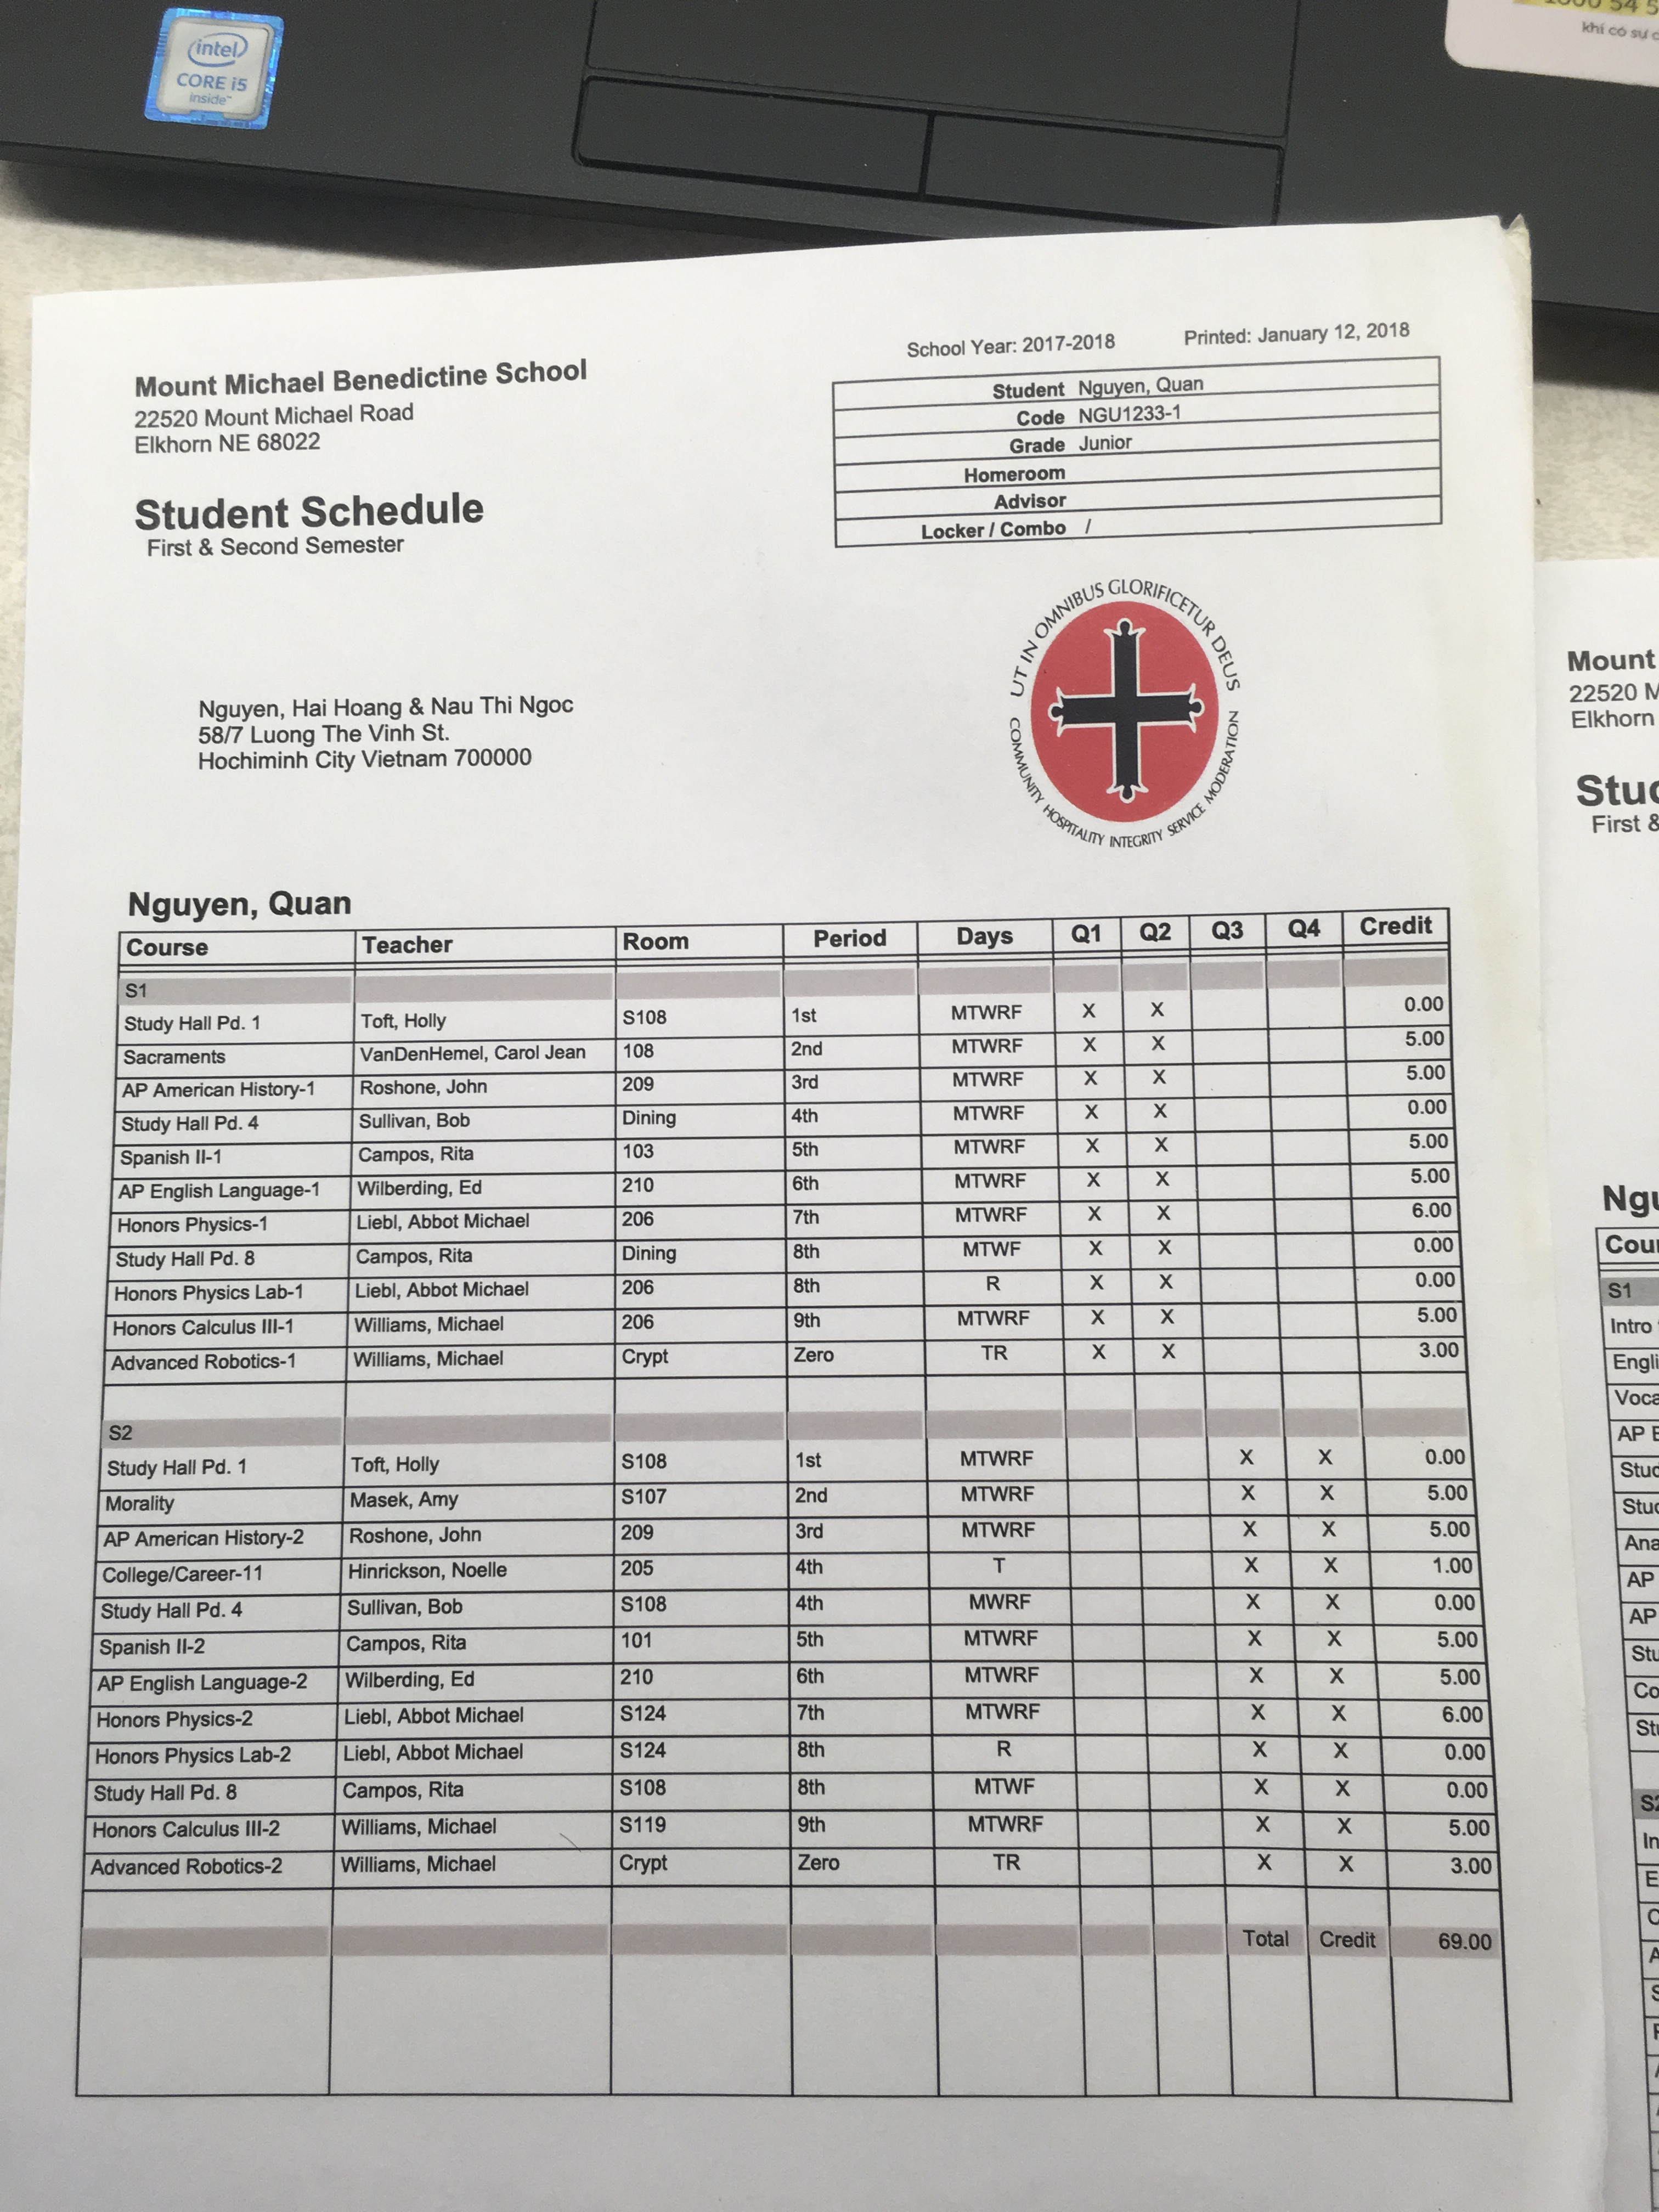 intel
CORE i5
inside™
1800 54 5
khi có sự c
School Year: 2017-2018 Printed: January 12, 2018
Mount Michael Benedictine School
22520 Mount Michael Road
Elkhorn NE 68022
Student Schedule
First & Second Semester
Student Nguyen, Quan
Code NGU1233-1
Grade Junior
Homeroom
Advisor
Locker / Combo /
UT IN OMNIBUS GLORIFICETUR DEUS
COMMUNITY HOSPITALITY INTEGRITY SERVICE MODERATION
Nguyen, Hai Hoang & Nau Thi Ngoc
58/7 Luong The Vinh St.
Hochiminh City Vietnam 700000
Nguyen, Quan
Course Teacher Room Period Days Q1 Q2 Q3 Q4 Credit
S1
Study Hall Pd. 1 Toft, Holly S108 1st MTWRF X X 0.00
Sacraments VanDenHemel, Carol Jean 108 2nd MTWRF X X 5.00
AP American History-1 Roshone, John 209 3rd MTWRF X X 5.00
Study Hall Pd. 4 Sullivan, Bob Dining 4th MTWRF X X 0.00
Spanish II-1 Campos, Rita 103 5th MTWRF X X 5.00
AP English Language-1 Wilberding, Ed 210 6th MTWRF X X 5.00
Honors Physics-1 Liebl, Abbot Michael 206 7th MTWRF X X 6.00
Study Hall Pd. 8 Campos, Rita Dining 8th MTWF X X 0.00
Honors Physics Lab-1 Liebl, Abbot Michael 206 8th R X X 0.00
Honors Calculus III-1 Williams, Michael 206 9th MTWRF X X 5.00
Advanced Robotics-1 Williams, Michael Crypt Zero TR X X 3.00
S2
Study Hall Pd. 1 Toft, Holly S108 1st MTWRF X X 0.00
Morality Masek, Amy S107 2nd MTWRF X X 5.00
AP American History-2 Roshone, John 209 3rd MTWRF X X 5.00
College/Career-11 Hinrickson, Noelle 205 4th T X X 1.00
Study Hall Pd. 4 Sullivan, Bob S108 4th MWRF X X 0.00
Spanish II-2 Campos, Rita 101 5th MTWRF X X 5.00
AP English Language-2 Wilberding, Ed 210 6th MTWRF X X 5.00
Honors Physics-2 Liebl, Abbot Michael S124 7th MTWRF X X 6.00
Honors Physics Lab-2 Liebl, Abbot Michael S124 8th R X X 0.00
Study Hall Pd. 8 Campos, Rita S108 8th MTWF X X 0.00
Honors Calculus III-2 Williams, Michael S119 9th MTWRF X X 5.00
Advanced Robotics-2 Williams, Michael Crypt Zero TR X X 3.00
Total Credit 69.00
Mount
22520 M
Elkhorn
Stud
First &
Ngu
Cour
S1
Intro
Engli
Voca
AP E
Stud
Stud
Ana
AP
AP
Stu
Co
Stu
S2
In
E